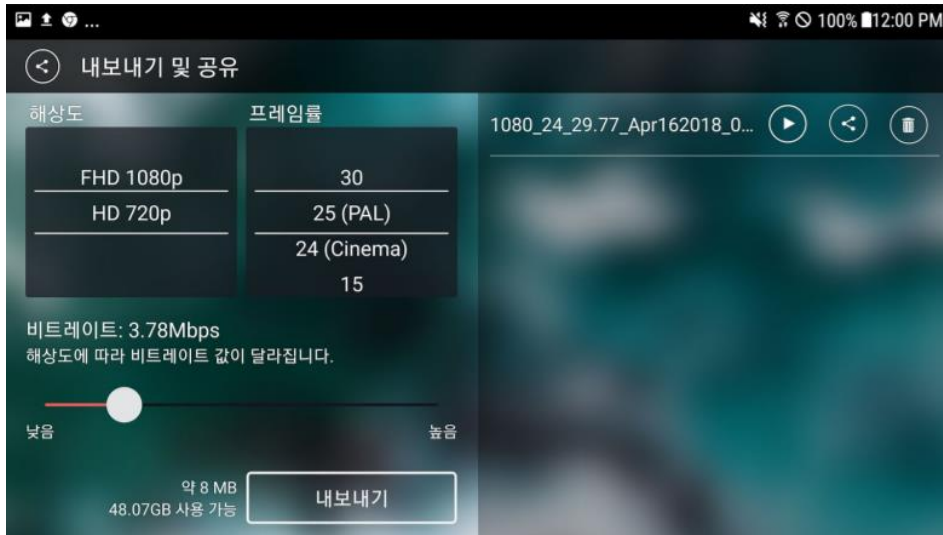 ... 100% 12:00 PM
내보내기 및 공유
해상도
FHD 1080p
HD 720p
프레임률
30
25 (PAL)
24 (Cinema)
15
비트레이트: 3.78Mbps
해상도에 따라 비트레이트 값이 달라집니다.
낮음 높음
약 8 MB
48.07GB 사용 가능
내보내기
1080_24_29.77_Apr162018_0...